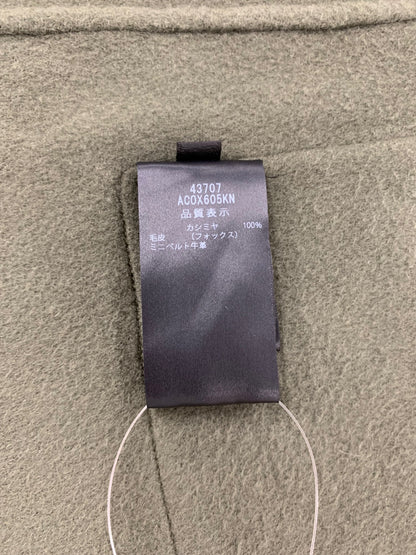 43707
ACOX605KN
品質表示
カシミヤ 100%
毛皮 (フォックス)
ミニベルト牛革